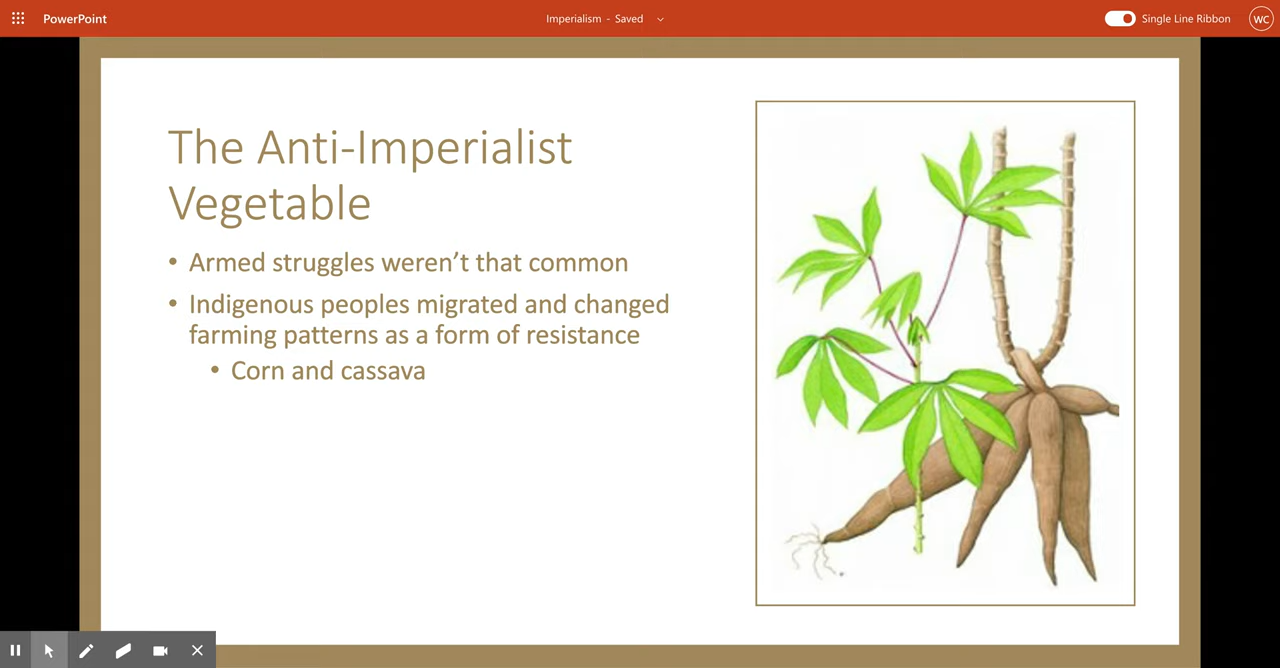 PowerPoint
Imperialism - Saved
Single Line Ribbon
WC
The Anti-Imperialist
Vegetable
• Armed struggles weren’t that common
• Indigenous peoples migrated and changed
farming patterns as a form of resistance
• Corn and cassava